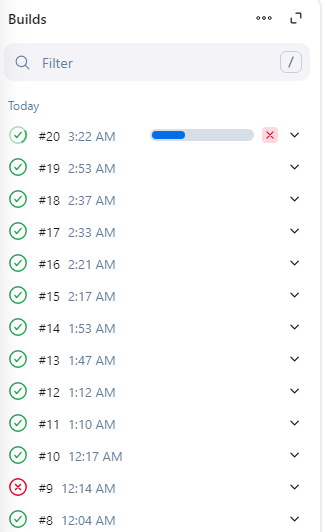 Builds
Filter /
Today
#20 3:22 AM
#19 2:53 AM
#18 2:37 AM
#17 2:33 AM
#16 2:21 AM
#15 2:17 AM
#14 1:53 AM
#13 1:47 AM
#12 1:12 AM
#11 1:10 AM
#10 12:17 AM
#9 12:14 AM
#8 12:04 AM